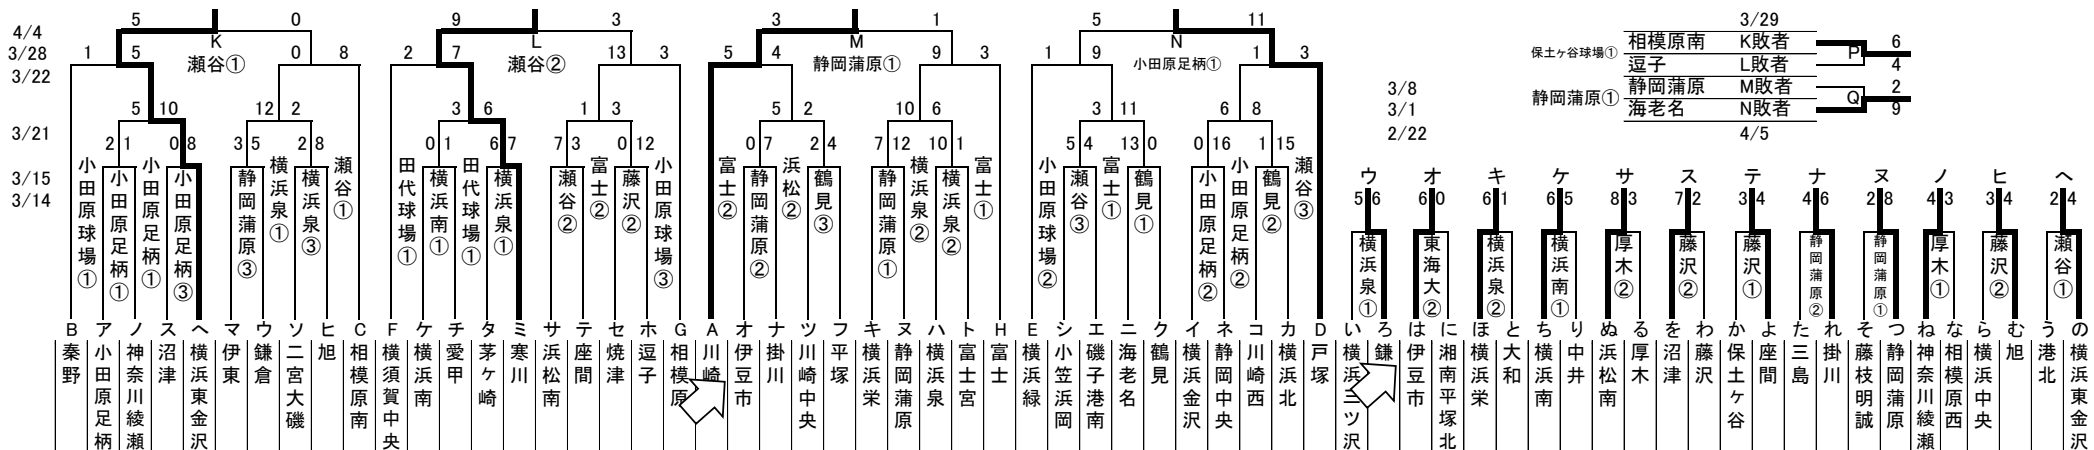 5 0 9 3 3 1 5 11 3/29
4/4 K L M N 相模原南 K敗者 6
3/28 1 5 0 8 2 7 13 3 5 4 9 3 1 9 1 3 保土ヶ谷球場① P
瀬谷① 瀬谷② 静岡蒲原① 小田原足柄① 逗子 L敗者 4
3/22 静岡蒲原 M敗者 2
3/8 静岡蒲原① Q
5 10 12 2 3 6 1 3 5 2 10 6 3 11 6 8 3/1 海老名 N敗者 9
3/21 2/22 4/5
2 1 0 8 3 5 2 8 0 1 6 7 7 3 0 12 0 7 2 4 7 12 10 1 5 4 13 0 0 16 1 15
3/15
3/14
小田原球場①
小田原足柄①
小田原足柄①
小田原足柄③
静岡蒲原③
横浜泉①
横浜泉③
瀬谷①
田代球場①
横浜南①
田代球場①
横浜泉①
瀬谷②
富士②
藤沢②
小田原球場③
富士②
静岡蒲原②
浜松②
鶴見③
静岡蒲原①
横浜泉②
横浜泉②
富士①
小田原球場②
瀬谷③
富士①
鶴見①
小田原足柄②
小田原足柄②
鶴見②
瀬谷③
ウ オ キ ケ サ ス テ ナ ヌ ノ ヒ ヘ
5 6 6 0 6 1 6 5 8 3 7 2 3 4 4 6 2 8 4 3 3 4 2 4
横浜泉①
東海大②
横浜泉②
横浜南①
厚木②
藤沢②
藤沢①
静岡蒲原②
静岡蒲原①
厚木①
藤沢②
瀬谷①
B秦野
ア小田原足柄
ノ神奈川綾瀬
ス沼津
ヘ横浜東金沢
マ伊東
ウ鎌倉
ソ二宮大磯
ヒ旭
C相模原南
F横須賀中央
ケ横浜南
チ愛甲
タ茅ヶ崎
ミ寒川
サ浜松南
テ座間
セ焼津
ホ逗子
G相模原
A川崎
オ伊豆市
ナ掛川
ツ川崎中央
フ平塚
キ横浜栄
ヌ静岡蒲原
ハ横浜泉
ト富士宮
H富士
E横浜緑
シ小笠浜岡
エ磯子港南
ニ海老名
ク鶴見
イ横浜金沢
ネ静岡中央
コ川崎西
カ横浜北
D戸塚
い横浜三ツ沢
ろ鎌
は伊豆市
に湘南平塚北
ほ横浜栄
と大和
ち横浜南
り中井
ぬ浜松南
る厚木
を沼津
わ藤沢
か保土ヶ谷
よ座間
た三島
れ掛川
そ藤枝明誠
つ静岡蒲原
ね神奈川綾瀬
な相模原西
ら横浜中央
む旭
う港北
の横浜東金沢